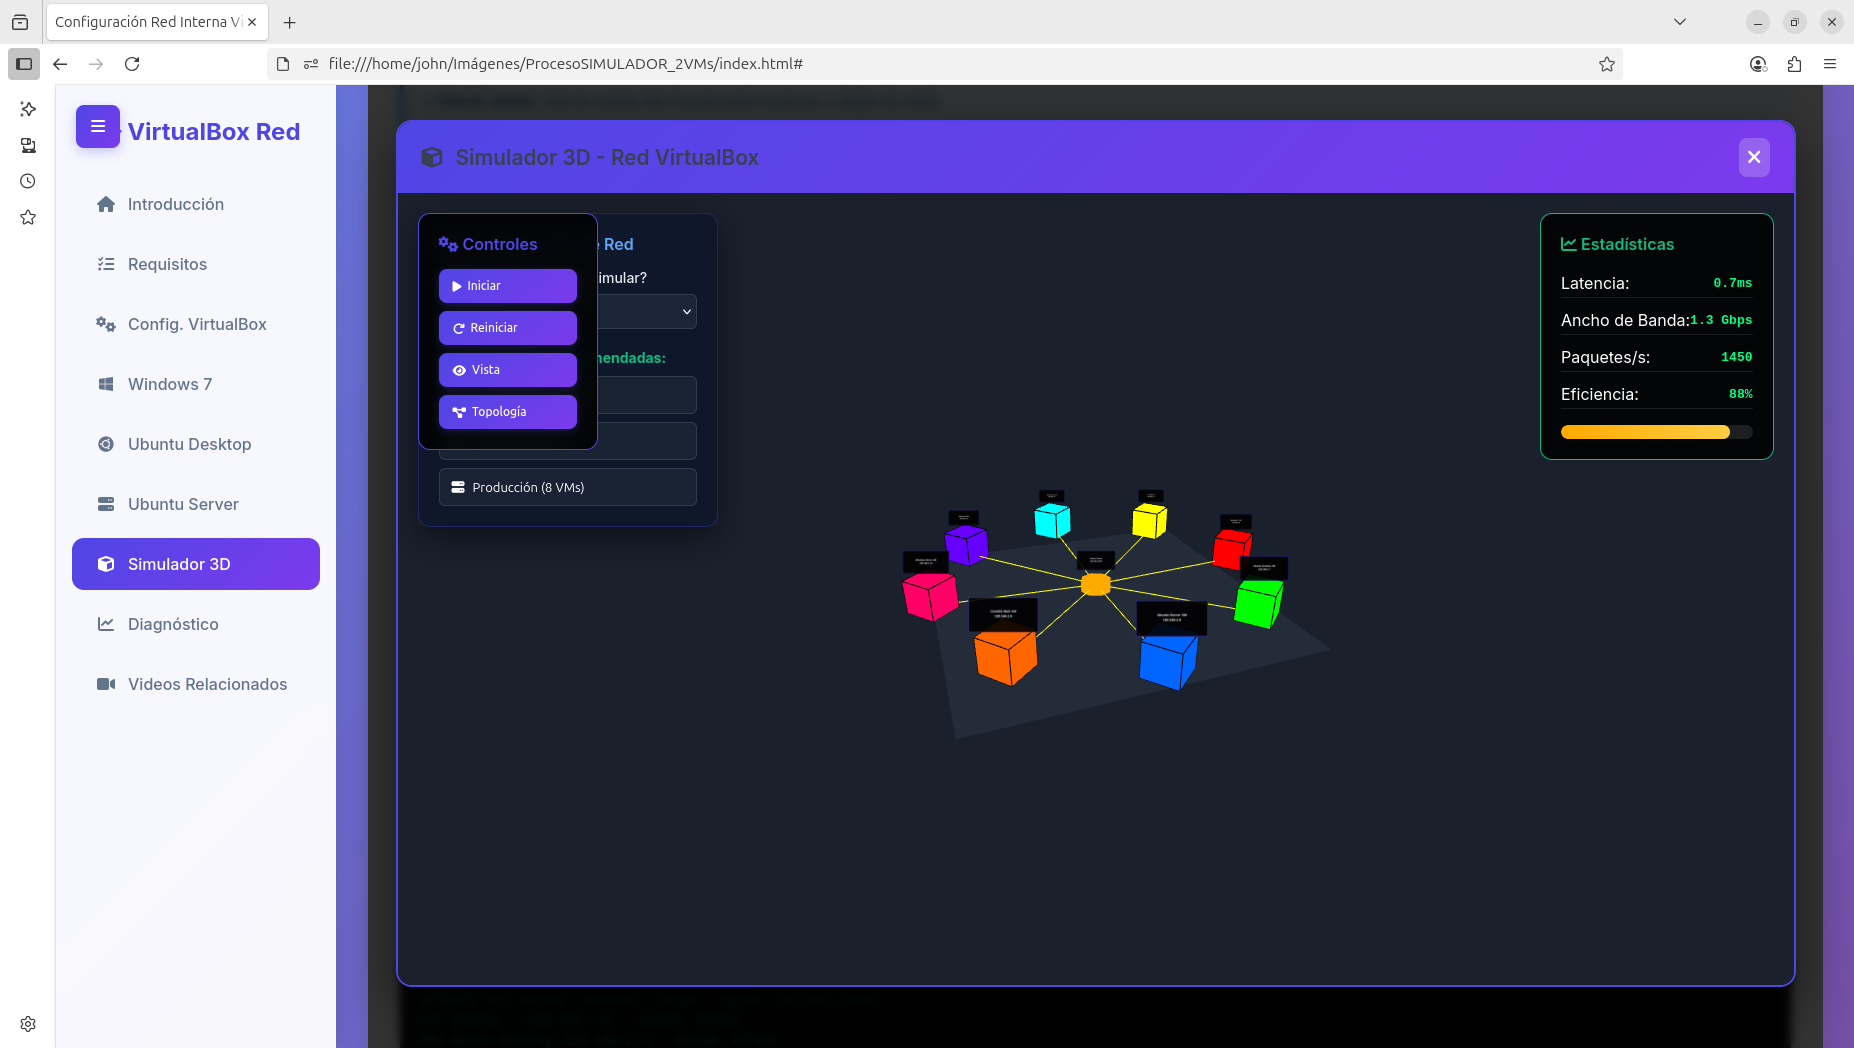 Configuración Red Interna Vi
file:///home/john/Imágenes/ProcesoSIMULADOR_2VMs/index.html#
VirtualBox Red
Introducción
Requisitos
Config. VirtualBox
Windows 7
Ubuntu Desktop
Ubuntu Server
Simulador 3D
Diagnóstico
Videos Relacionados
Simulador 3D - Red VirtualBox
Controles
Iniciar
Reiniciar
Vista
Topología
Red
imular?
mendadas:
Producción (8 VMs)
Estadísticas
Latencia: 0.7ms
Ancho de Banda: 1.3 Gbps
Paquetes/s: 1450
Eficiencia: 88%